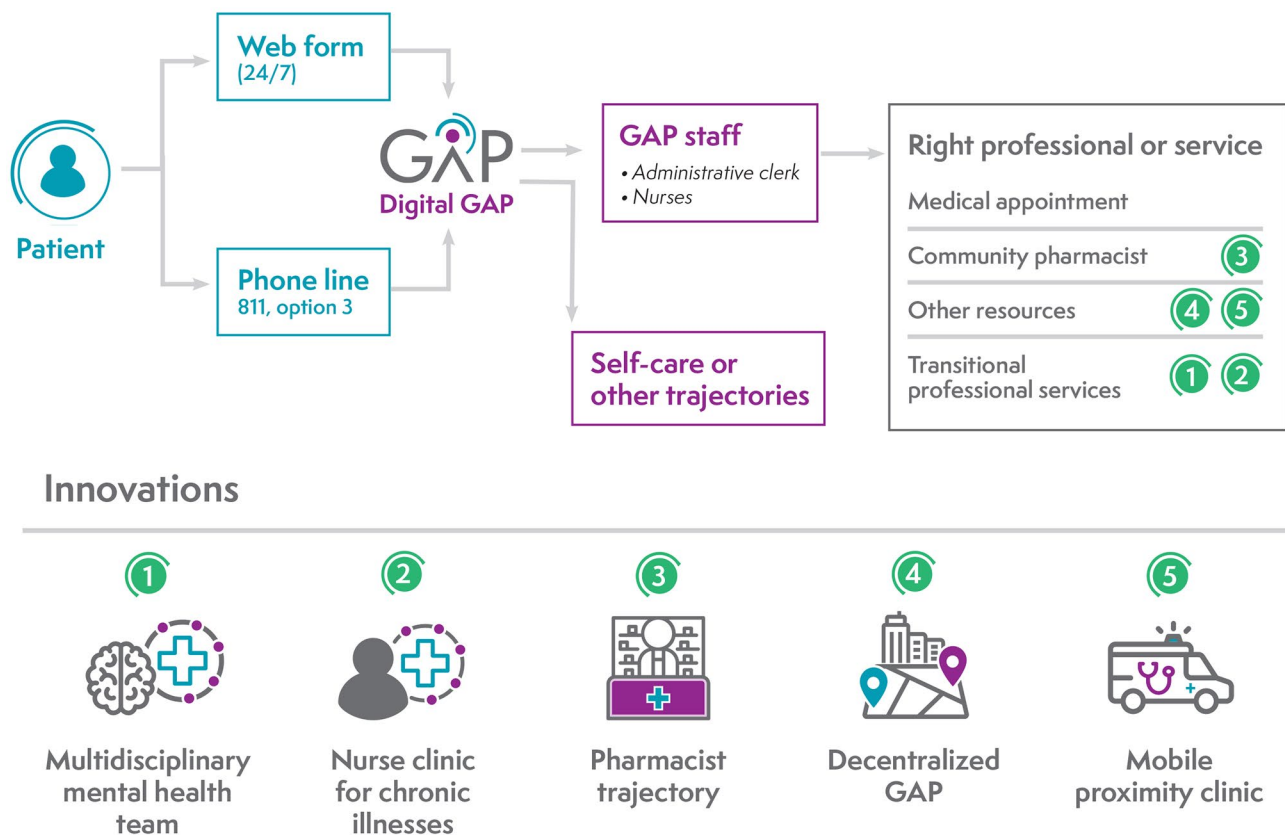 Web form
(24/7)
Patient
Phone line
811, option 3
GAP
Digital GAP
GAP staff
• Administrative clerk
• Nurses
Self-care or
other trajectories
Right professional or service
Medical appointment
Community pharmacist 3
Other resources 4 5
Transitional
professional services 1 2
Innovations
1
Multidisciplinary
mental health
team
2
Nurse clinic
for chronic
illnesses
3
Pharmacist
trajectory
4
Decentralized
GAP
5
Mobile
proximity clinic